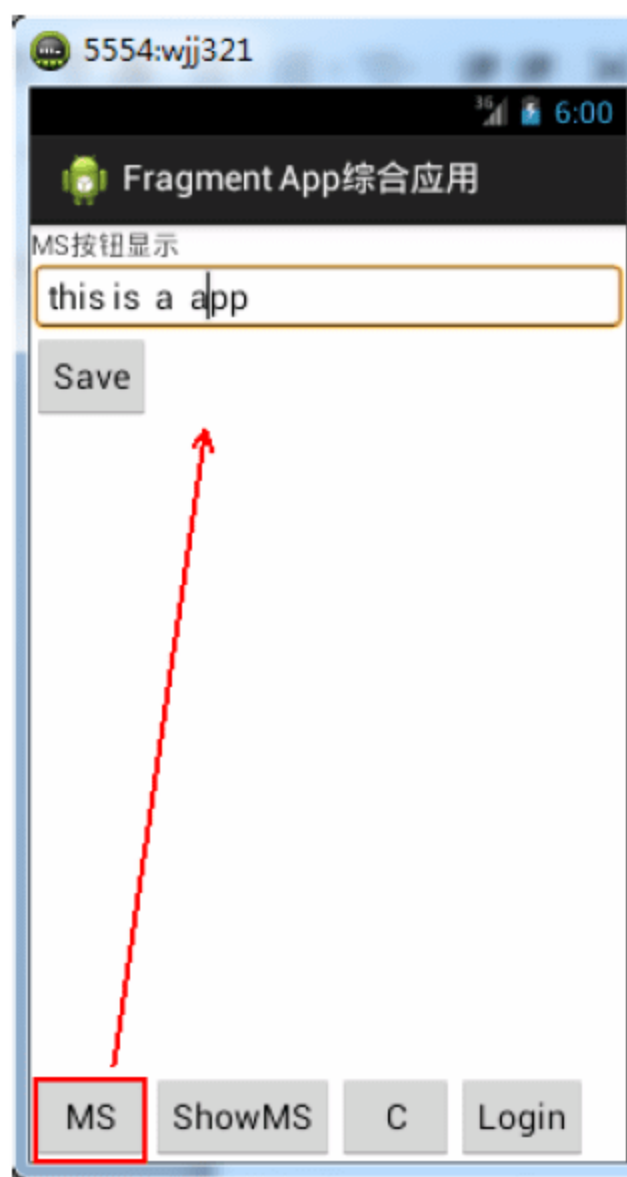 5554:wjj321
3G 6:00
Fragment App综合应用
MS按钮显示
this is a app
Save
MS ShowMS C Login